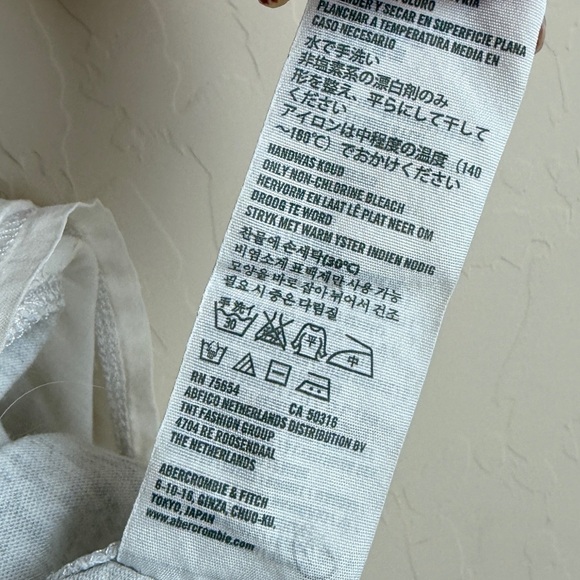 PLANCHAR A TEMPERATURA MEDIA EN
CASO NECESARIO
水で手洗い
非塩素系の漂白剤のみ
形を整え、平らにして干して
ください
アイロンは中程度の温度（140
～160℃）でおかけください
HANDWAS KOUD
ONLY NON-CHLORINE BLEACH
HERVORM EN LAAT LÉ PLAT NEER OM
DROOG TE WORD
STRYK MET WARM YSTER INDIEN NODIG
찬물에 손세탁(30℃)
비염소계 표백제만 사용 가능
모양을 바로 잡아 뉘어서 건조
필요 시 중온 다림질
手洗イ
30
平
中
RN 75654 CA 50316
ABFICO NETHERLANDS DISTRIBUTION BV
TNT FASHION GROUP
4704 RE ROOSENDAAL
THE NETHERLANDS
ABERCROMBIE & FITCH
6-10-16, GINZA, CHUO-KU,
TOKYO, JAPAN
www.abercrombie.com